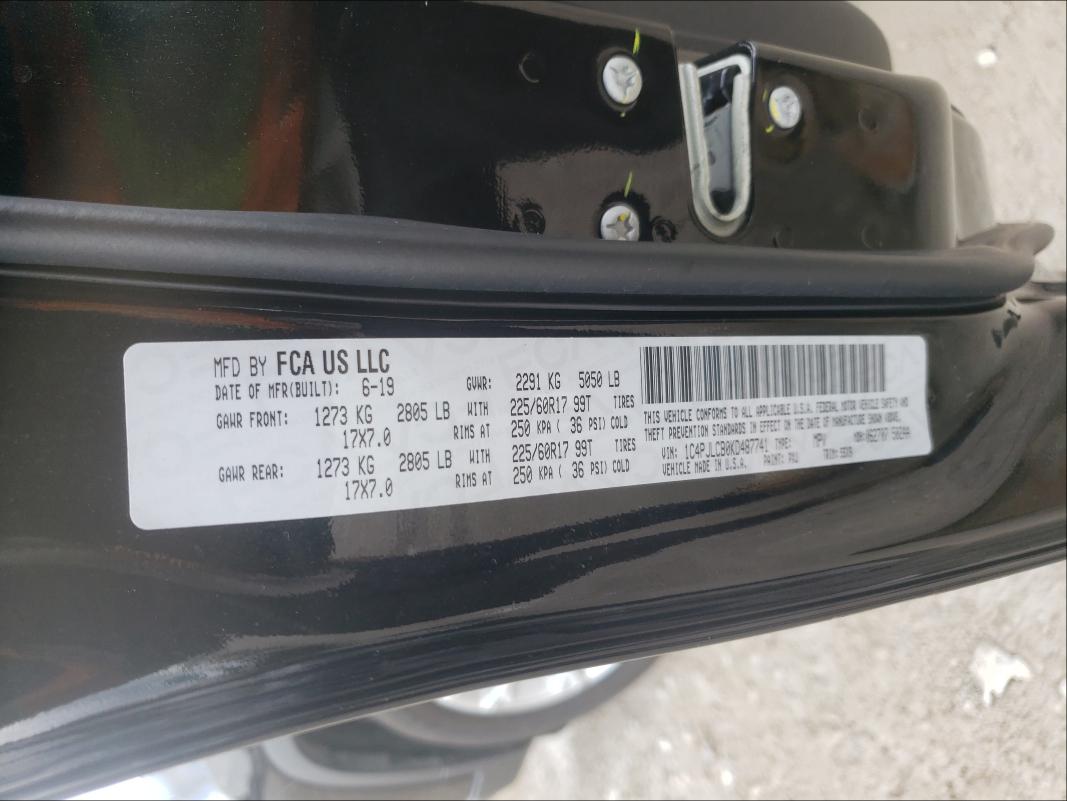 MFD BY FCA US LLC
DATE OF MFR(BUILT): 6-19 GVWR: 2291 KG 5050 LB
GAWR FRONT: 1273 KG 2805 LB WITH 225/60R17 99T TIRES
17X7.0 RIMS AT 250 KPA ( 36 PSI) COLD
GAWR REAR: 1273 KG 2805 LB WITH 225/60R17 99T TIRES
17X7.0 RIMS AT 250 KPA ( 36 PSI) COLD
THIS VEHICLE CONFORMS TO ALL APPLICABLE U.S.A. FEDERAL MOTOR VEHICLE SAFETY AND
THEFT PREVENTION STANDARDS IN EFFECT ON THE DATE OF MANUFACTURE SHOWN ABOVE.
VIN: 1C4PJLCB0KD487741 TYPE: MPV
VEHICLE MADE IN U.S.A. PAINT: PXJ TRIM: